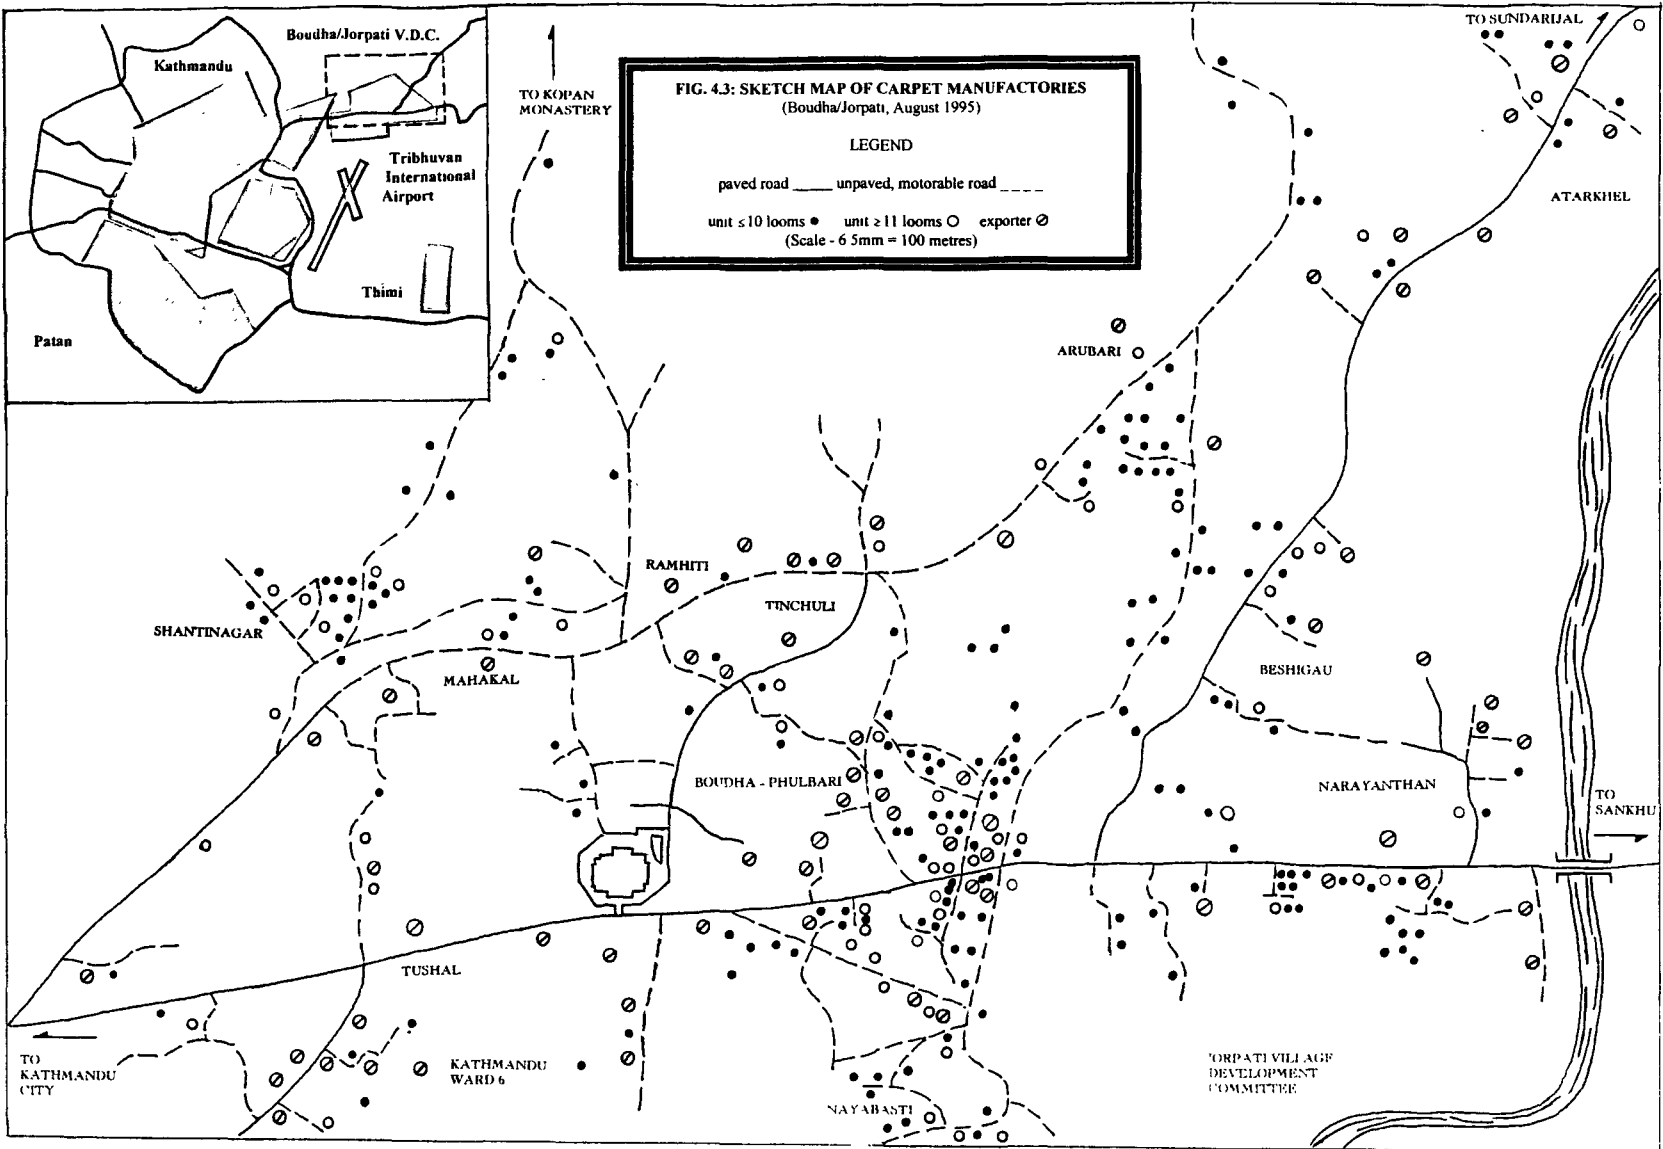 Boudha/Jorpati V.D.C.
Kathmandu
Tribhuvan
International
Airport
Thimi
Patan
TO KOPAN
MONASTERY
FIG. 4.3: SKETCH MAP OF CARPET MANUFACTORIES
(Boudha/Jorpati, August 1995)
LEGEND
paved road ____ unpaved, motorable road _ _ _ _
unit ≤10 looms ● unit ≥11 looms ○ exporter ⊘
(Scale - 6 5mm = 100 metres)
TO SUNDARIJAL
ATARKHEL
ARUBARI
RAMHITI
TINCHULI
SHANTINAGAR
MAHAKAL
BESHIGAU
BOUDHA - PHULBARI
NARAYANTHAN
TO
SANKHU
TUSHAL
TO
KATHMANDU
CITY
KATHMANDU
WARD 6
NAYABASTI
'ORPATI VILLAGE
DEVELOPMENT
COMMITTEE